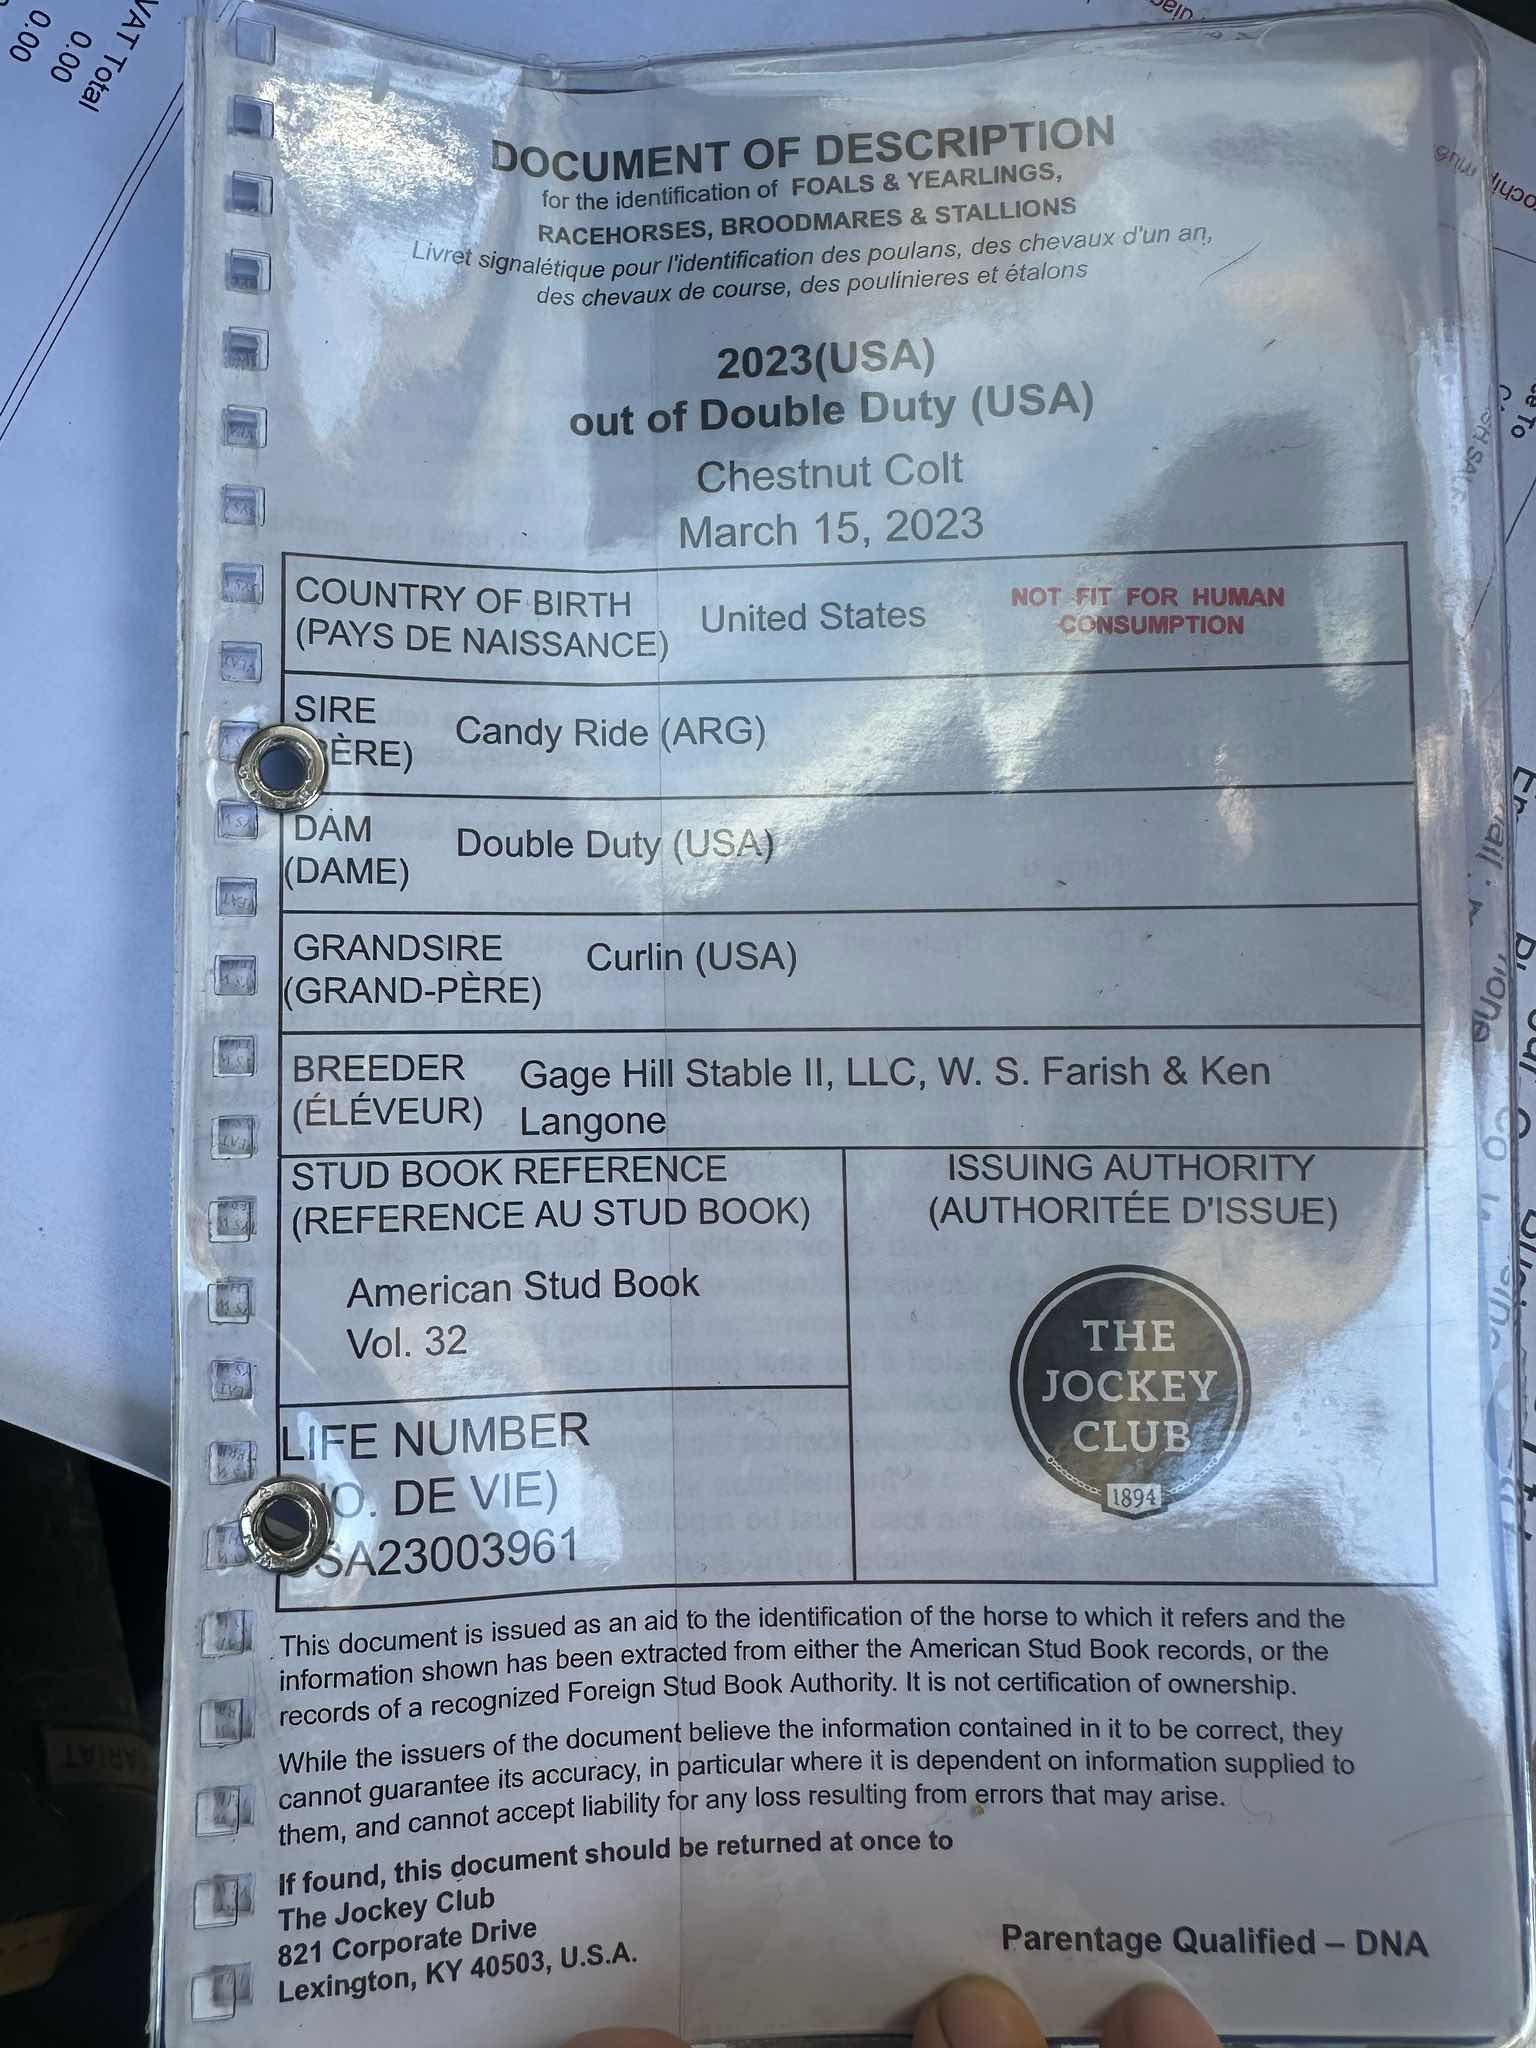 VAT Total
0.00
0.00
DOCUMENT OF DESCRIPTION
for the identification of FOALS & YEARLINGS,
RACEHORSES, BROODMARES & STALLIONS
Livret signalétique pour l'identification des poulans, des chevaux d'un an,
des chevaux de course, des poulinieres et étalons
2023(USA)
out of Double Duty (USA)
Chestnut Colt
March 15, 2023
COUNTRY OF BIRTH
(PAYS DE NAISSANCE)
United States
NOT FIT FOR HUMAN
CONSUMPTION
SIRE
ÈRE)
Candy Ride (ARG)
DAM
(DAME)
Double Duty (USA)
GRANDSIRE
(GRAND-PÈRE)
Curlin (USA)
BREEDER
(ÉLÉVEUR)
Gage Hill Stable II, LLC, W. S. Farish & Ken
Langone
STUD BOOK REFERENCE
(REFERENCE AU STUD BOOK)
American Stud Book
Vol. 32
ISSUING AUTHORITY
(AUTHORITÉE D'ISSUE)
THE
JOCKEY
CLUB
1894
LIFE NUMBER
O. DE VIE)
SA23003961
This document is issued as an aid to the identification of the horse to which it refers and the
information shown has been extracted from either the American Stud Book records, or the
records of a recognized Foreign Stud Book Authority. It is not certification of ownership.
While the issuers of the document believe the information contained in it to be correct, they
cannot guarantee its accuracy, in particular where it is dependent on information supplied to
them, and cannot accept liability for any loss resulting from errors that may arise.
If found, this document should be returned at once to
The Jockey Club
821 Corporate Drive
Lexington, KY 40503, U.S.A.
Parentage Qualified – DNA
ARIAT